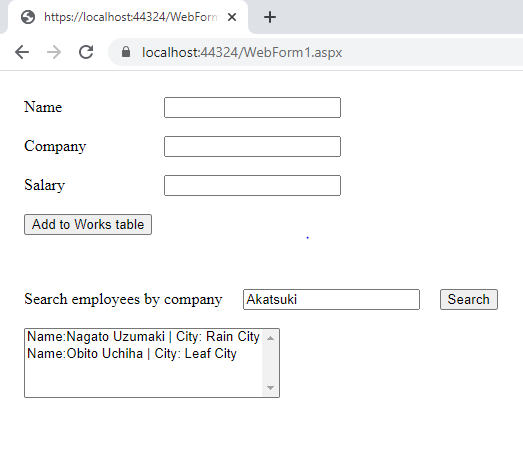 https://localhost:44324/WebForm
localhost:44324/WebForm1.aspx
Name
Company
Salary
Add to Works table
Search employees by company Akatsuki Search
Name:Nagato Uzumaki | City: Rain City
Name:Obito Uchiha | City: Leaf City